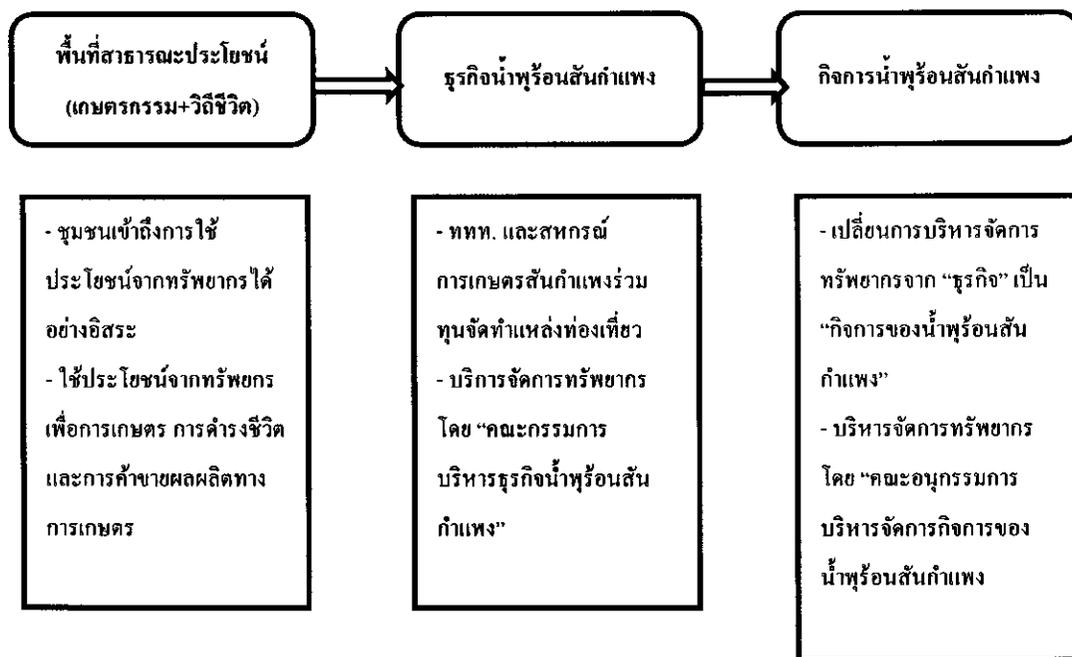 พื้นที่สาธารณะประโยชน์
(เกษตรกรรม+วิถีชีวิต)
ธุรกิจน้ำพุร้อนสันกำแพง
กิจการน้ำพุร้อนสันกำแพง
- ชุมชนเข้าถึงการใช้
ประโยชน์จากทรัพยากรได้
อย่างอิสระ
- ใช้ประโยชน์จากทรัพยกร
เพื่อการเกษตร การดำรงชีวิต
และการค้าขายผลผลิตทาง
การเกษตร
- ททท. และสหกรณ์
การเกษตรสันกำแพงร่วม
ทุนจัดทำแหล่งท่องเที่ยว
- บริการจัดการทรัพยากร
โดย “คณะกรรมการ
บริหารธุรกิจน้ำพุร้อนสัน
กำแพง”
- เปลี่ยนการบริหารจัดการ
ทรัพยากรจาก “ธุรกิจ” เป็น
“กิจการของน้ำพุร้อนสัน
กำแพง”
- บริหารจัดการทรัพยากร
โดย “คณะอนุกรรมการ
บริหารจัดการกิจการของ
น้ำพุร้อนสันกำแพง